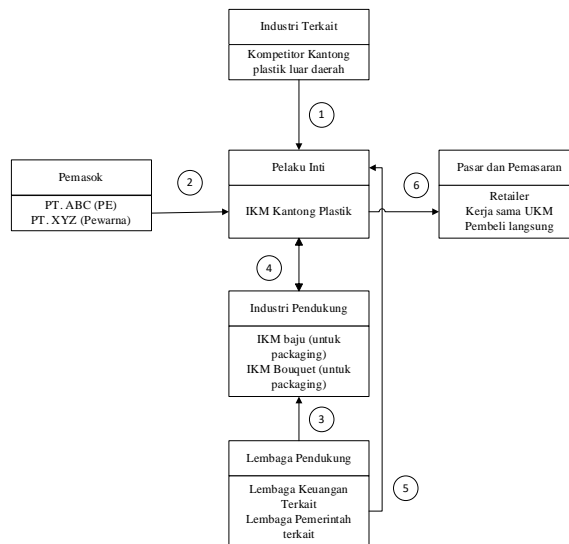 Industri Terkait
Kompetitor Kantong
plastik luar daerah
1
Pemasok
PT. ABC (PE)
PT. XYZ (Pewarna)
2
Pelaku Inti
IKM Kantong Plastik
6
Pasar dan Pemasaran
Retailer
Kerja sama UKM
Pembeli langsung
4
Industri Pendukung
IKM baju (untuk
packaging)
IKM Bouquet (untuk
packaging)
3
Lembaga Pendukung
Lembaga Keuangan
Terkait
Lembaga Pemerintah
terkait
5